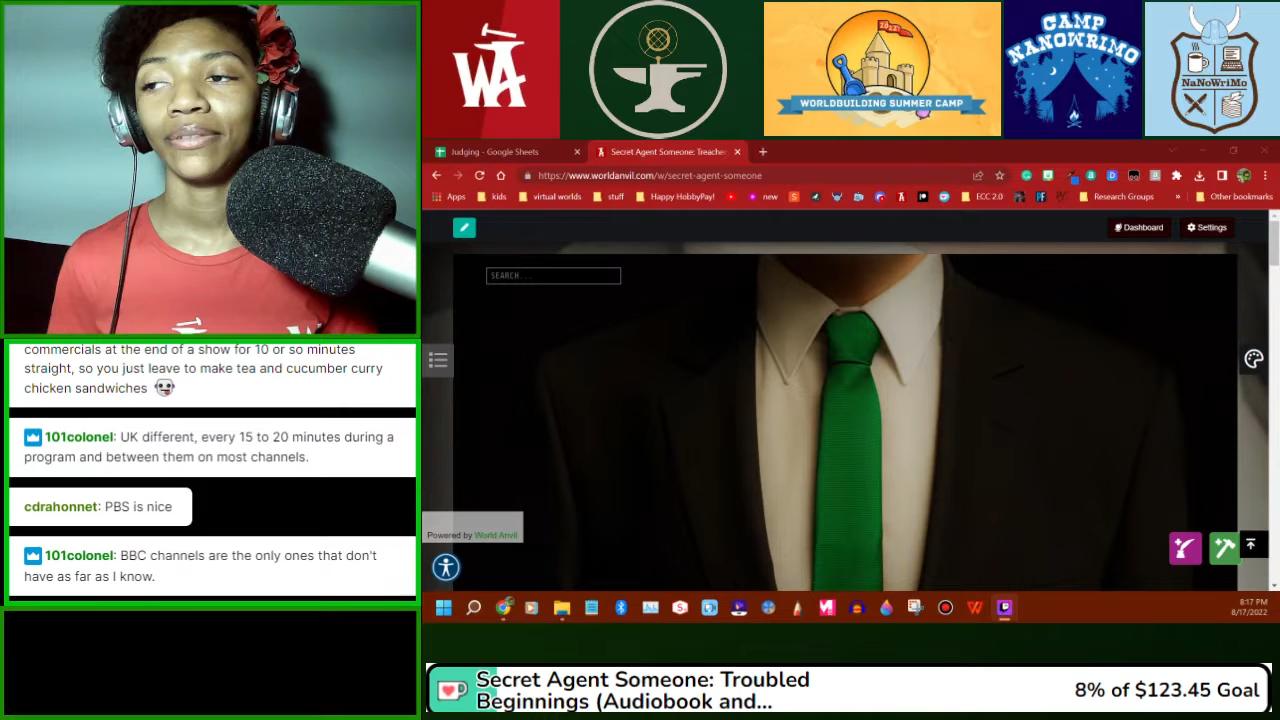 WA
2022
WORLDBUILDING SUMMER CAMP
CAMP
NANOWRIMO
NaNoWriMo
Judging - Google Sheets
Secret Agent Someone: Treache
https://www.worldanvil.com/w/secret-agent-someone
Apps
kids
virtual worlds
stuff
Happy HobbyPay!
new
ECC 2.0
Research Groups
»
Other bookmarks
Dashboard
Settings
SEARCH...
Powered by World Anvil
commercials at the end of a show for 10 or so minutes
straight, so you just leave to make tea and cucumber curry
chicken sandwiches
101colonel: UK different, every 15 to 20 minutes during a
program and between them on most channels.
cdrahonnet: PBS is nice
101colonel: BBC channels are the only ones that don't
have as far as I know.
8:17 PM
8/17/2022
Secret Agent Someone: Troubled
Beginnings (Audiobook and...
8% of $123.45 Goal